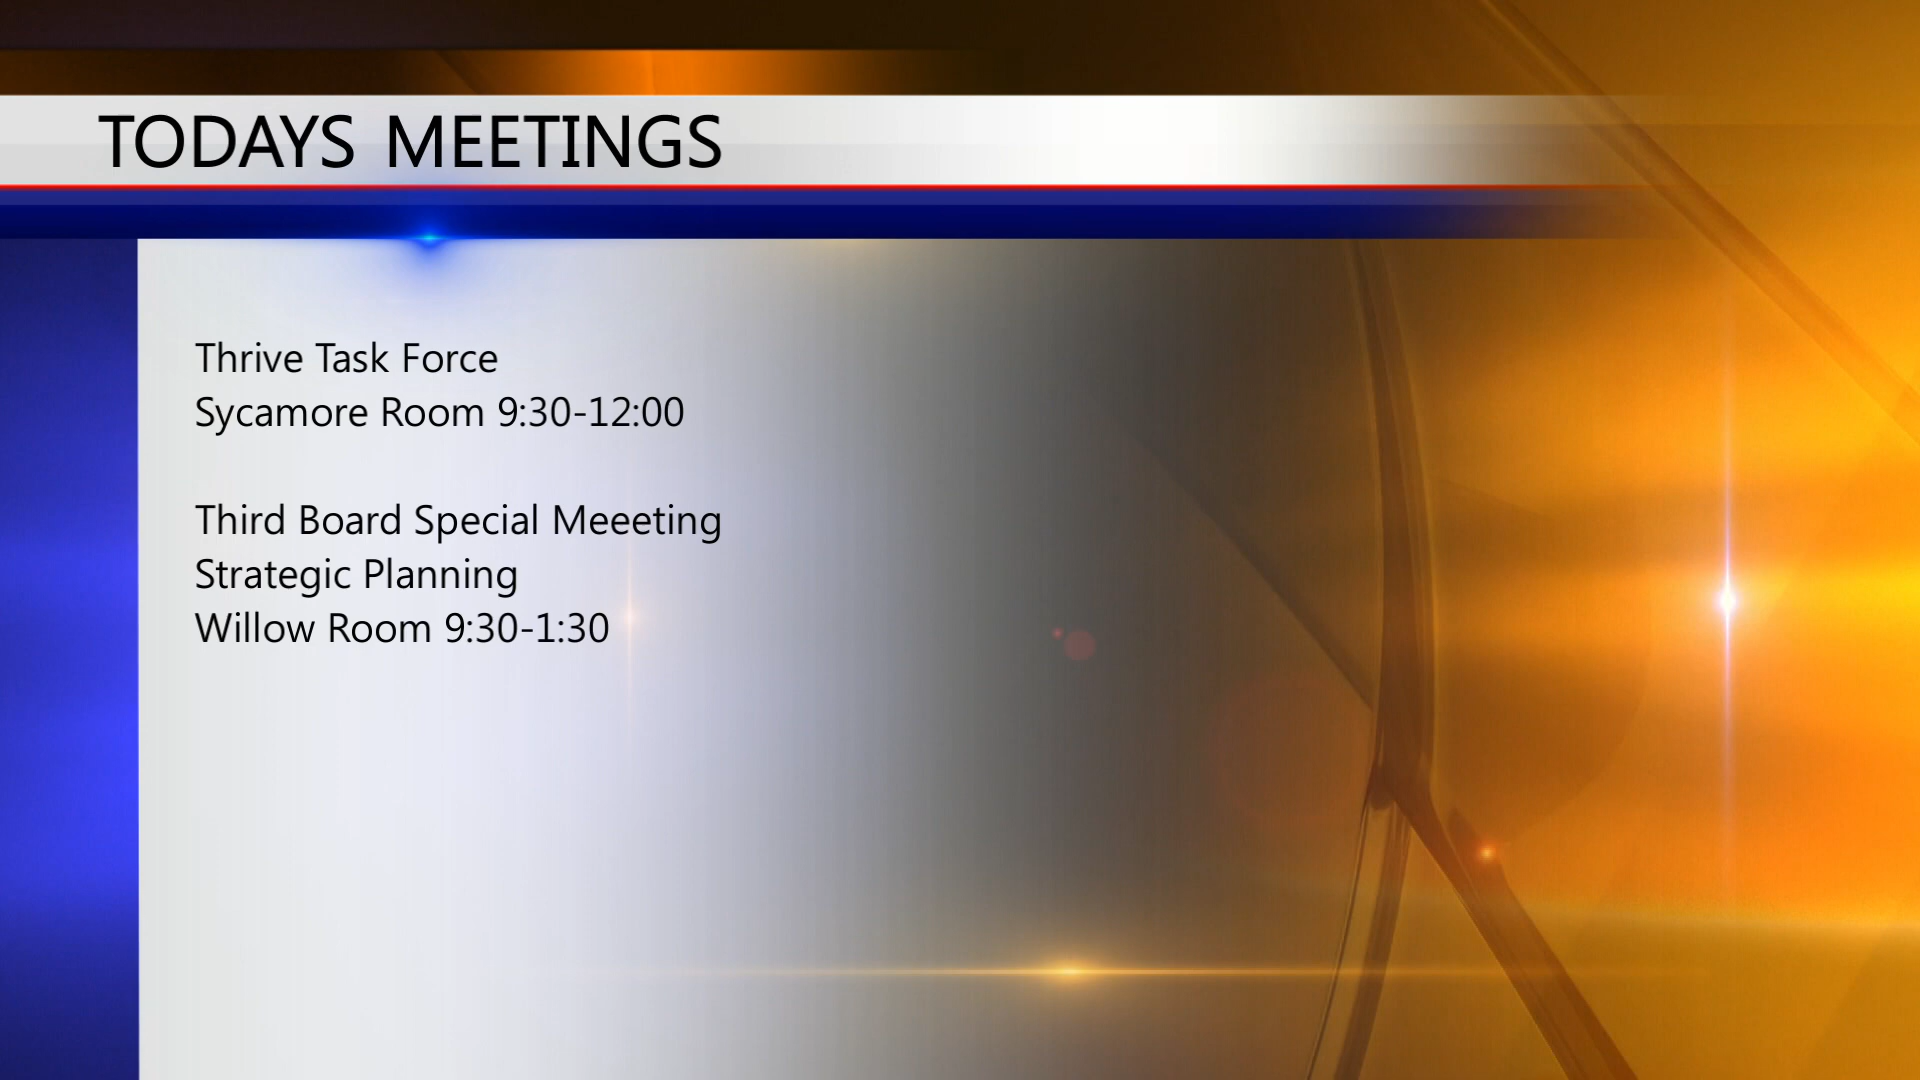 TODAYS MEETINGS
Thrive Task Force
Sycamore Room 9:30-12:00
Third Board Special Meeeting
Strategic Planning
Willow Room 9:30-1:30